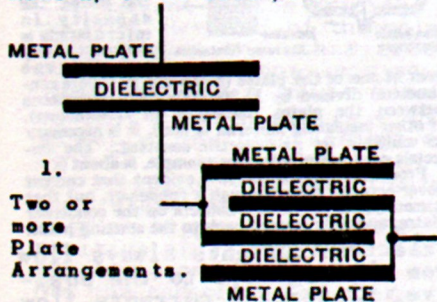 METAL PLATE
DIELECTRIC
METAL PLATE
1.
Two or
more
Plate
Arrangements.
METAL PLATE
DIELECTRIC
DIELECTRIC
DIELECTRIC
METAL PLATE